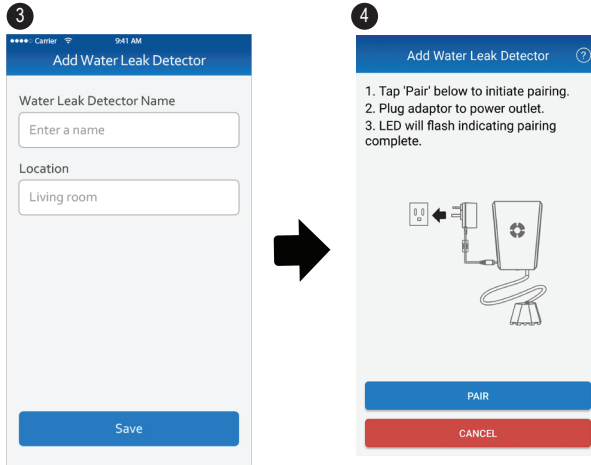 3
Carrier 9:41 AM
Add Water Leak Detector
Water Leak Detector Name
Enter a name
Location
Living room
Save
4
Add Water Leak Detector ?
1. Tap 'Pair' below to initiate pairing.
2. Plug adaptor to power outlet.
3. LED will flash indicating pairing
complete.
PAIR
CANCEL